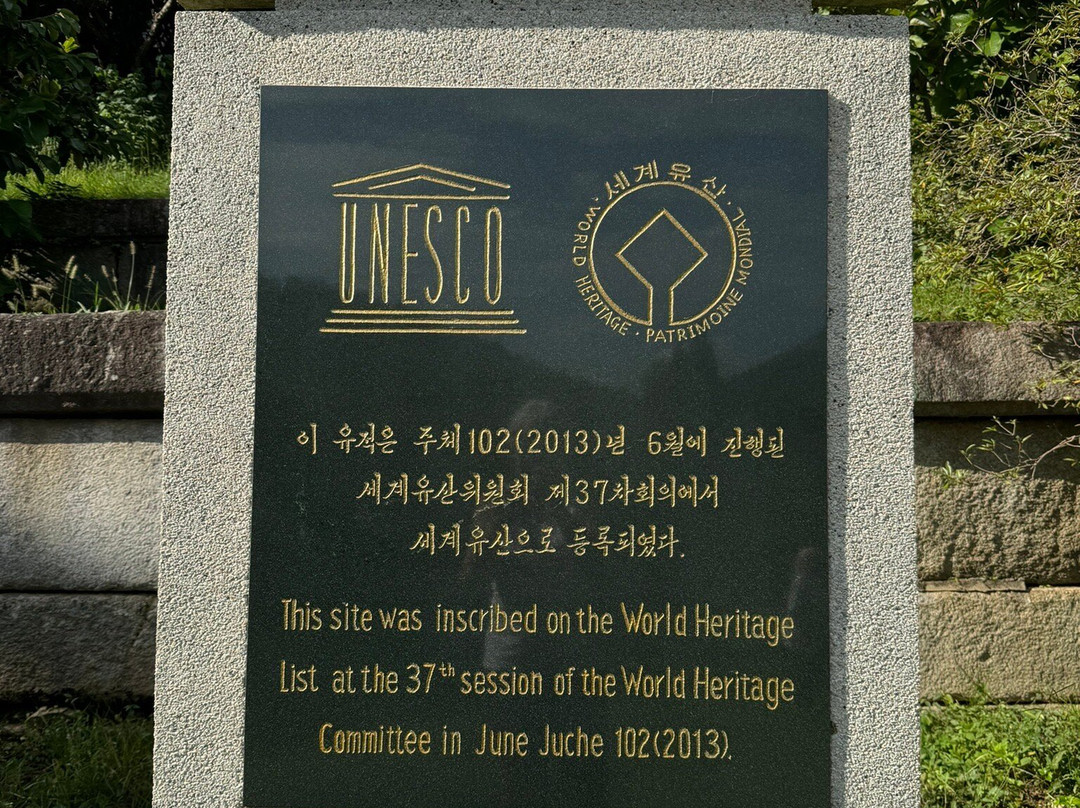 UNESCO
세계유산
· WORLD HERITAGE · PATRIMOINE MONDIAL ·
이 유적은 주체102(2013)년 6월에 진행된
세계유산위원회 제37차회의에서
세계유산으로 등록되였다.
This site was inscribed on the World Heritage
List at the 37th session of the World Heritage
Committee in June Juche 102(2013).